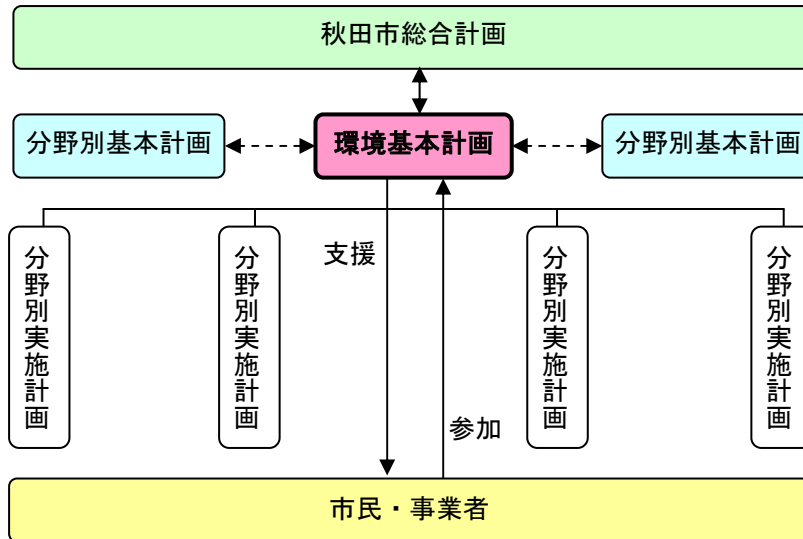 秋田市総合計画
分野別基本計画
環境基本計画
分野別基本計画
支援
分野別実施計画
分野別実施計画
分野別実施計画
分野別実施計画
参加
市民・事業者